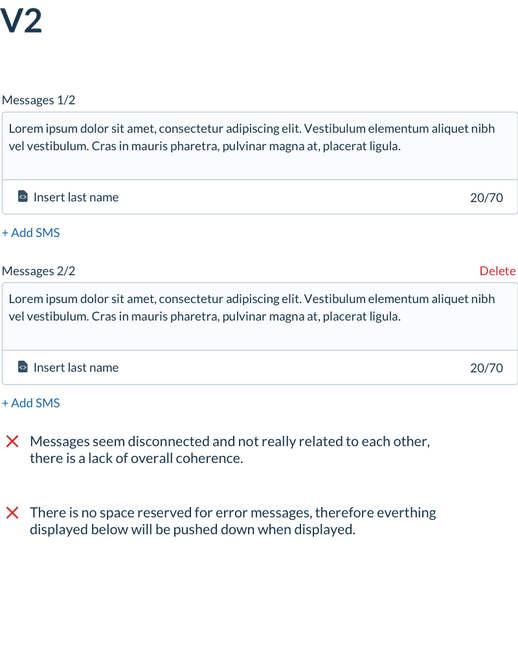 V2
Messages 1/2
Lorem ipsum dolor sit amet, consectetur adipiscing elit. Vestibulum elementum aliquet nibh
vel vestibulum. Cras in mauris pharetra, pulvinar magna at, placerat ligula.
Insert last name 20/70
+ Add SMS
Messages 2/2 Delete
Lorem ipsum dolor sit amet, consectetur adipiscing elit. Vestibulum elementum aliquet nibh
vel vestibulum. Cras in mauris pharetra, pulvinar magna at, placerat ligula.
Insert last name 20/70
+ Add SMS
Messages seem disconnected and not really related to each other,
there is a lack of overall coherence.
There is no space reserved for error messages, therefore everthing
displayed below will be pushed down when displayed.